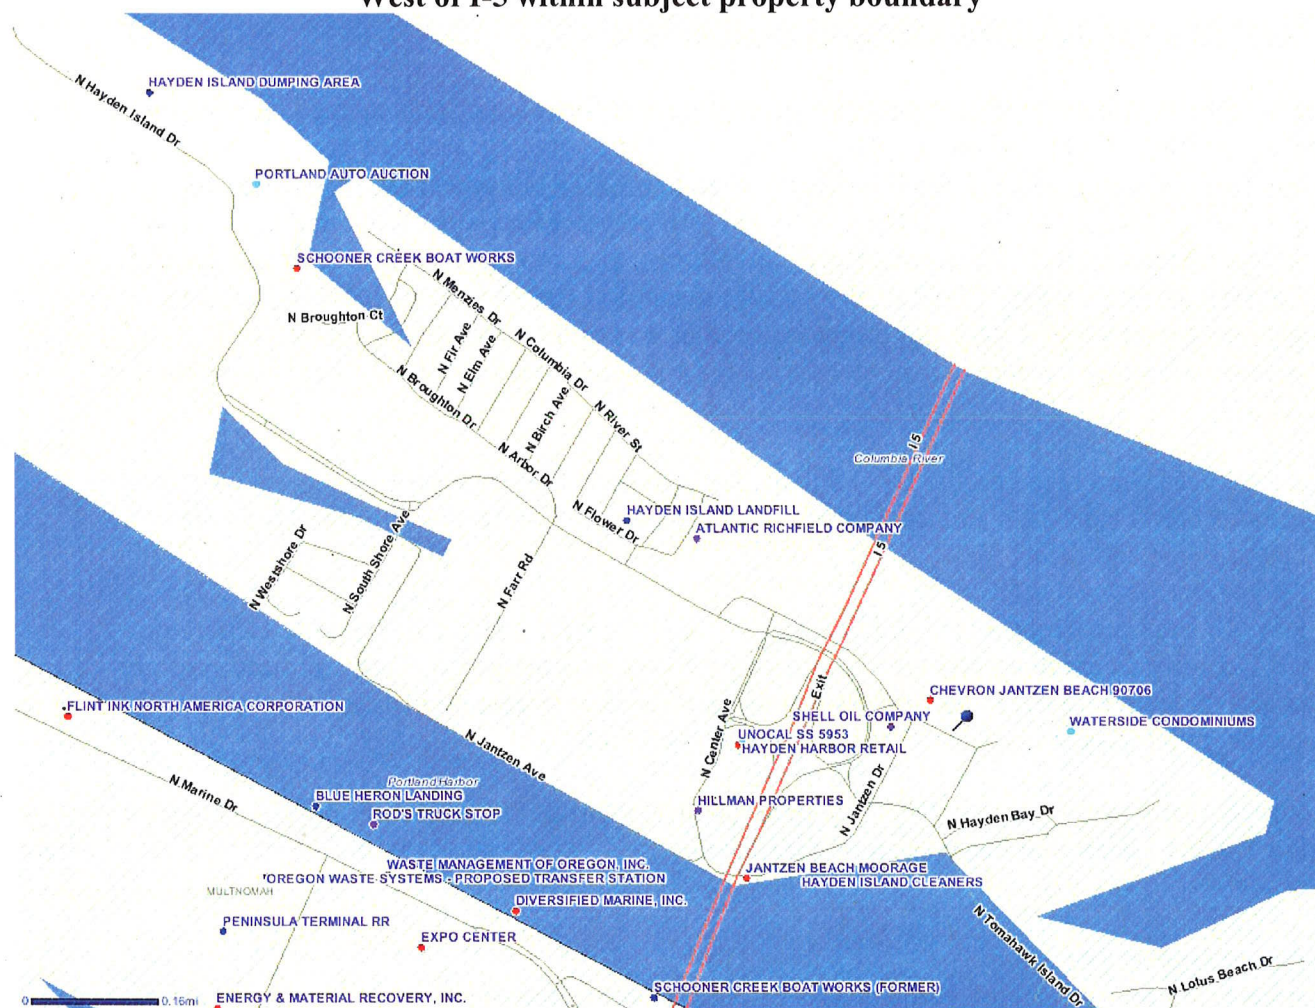 West of I-5 within subject property boundary
HAYDEN ISLAND DUMPING AREA
N Hayden Island Dr
PORTLAND AUTO AUCTION
SCHOONER CREEK BOAT WORKS
N Menzies Dr
N Broughton Ct
N Fir Ave
N Elm Ave
N Columbia Dr
N Broughton Dr
N Birch Ave
N River St
N Arbor Dr
I 5
Columbia River
N Flower Dr
HAYDEN ISLAND LANDFILL
ATLANTIC RICHFIELD COMPANY
I 5
N Westshore Dr
N South Shore Ave
N Farr Rd
Exit
CHEVRON JANTZEN BEACH 90706
FLINT INK NORTH AMERICA CORPORATION
SHELL OIL COMPANY
WATERSIDE CONDOMINIUMS
N Center Ave
UNOCAL SS 5953
HAYDEN HARBOR RETAIL
N Jantzen Ave
N Marine Dr
Portland Harbor
BLUE HERON LANDING
ROD'S TRUCK STOP
HILLMAN PROPERTIES
N Jantzen Dr
N Hayden Bay Dr
WASTE MANAGEMENT OF OREGON, INC.
OREGON WASTE SYSTEMS - PROPOSED TRANSFER STATION
JANTZEN BEACH MOORAGE
HAYDEN ISLAND CLEANERS
MULTNOMAH
DIVERSIFIED MARINE, INC.
PENINSULA TERMINAL RR
EXPO CENTER
N Tomahawk Island Dr
N Lotus Beach Dr
SCHOONER CREEK BOAT WORKS (FORMER)
0 0.16mi
ENERGY & MATERIAL RECOVERY, INC.